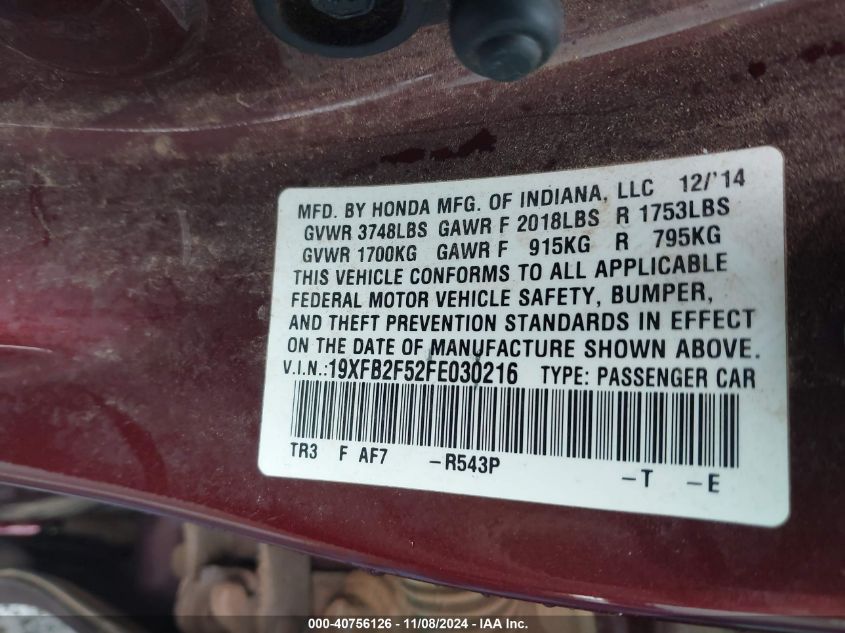 MFD. BY HONDA MFG. OF INDIANA, LLC 12/'14
GVWR 3748LBS GAWR F 2018LBS R 1753LBS
GVWR 1700KG GAWR F 915KG R 795KG
THIS VEHICLE CONFORMS TO ALL APPLICABLE
FEDERAL MOTOR VEHICLE SAFETY, BUMPER,
AND THEFT PREVENTION STANDARDS IN EFFECT
ON THE DATE OF MANUFACTURE SHOWN ABOVE.
V.I.N.:19XFB2F52FE030216 TYPE: PASSENGER CAR
TR3 F AF7 -R543P -T -E
000-40756126 - 11/08/2024 - IAA Inc.